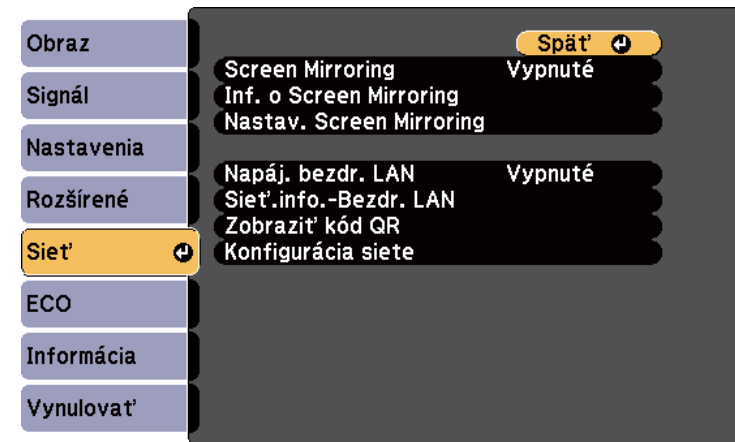 Obraz
Signál
Nastavenia
Rozšírené
Sieť
ECO
Informácia
Vynulovať
Späť
Screen Mirroring Vypnuté
Inf. o Screen Mirroring
Nastav. Screen Mirroring
Napáj. bezdr. LAN Vypnuté
Sieť.info.-Bezdr. LAN
Zobraziť kód QR
Konfigurácia siete